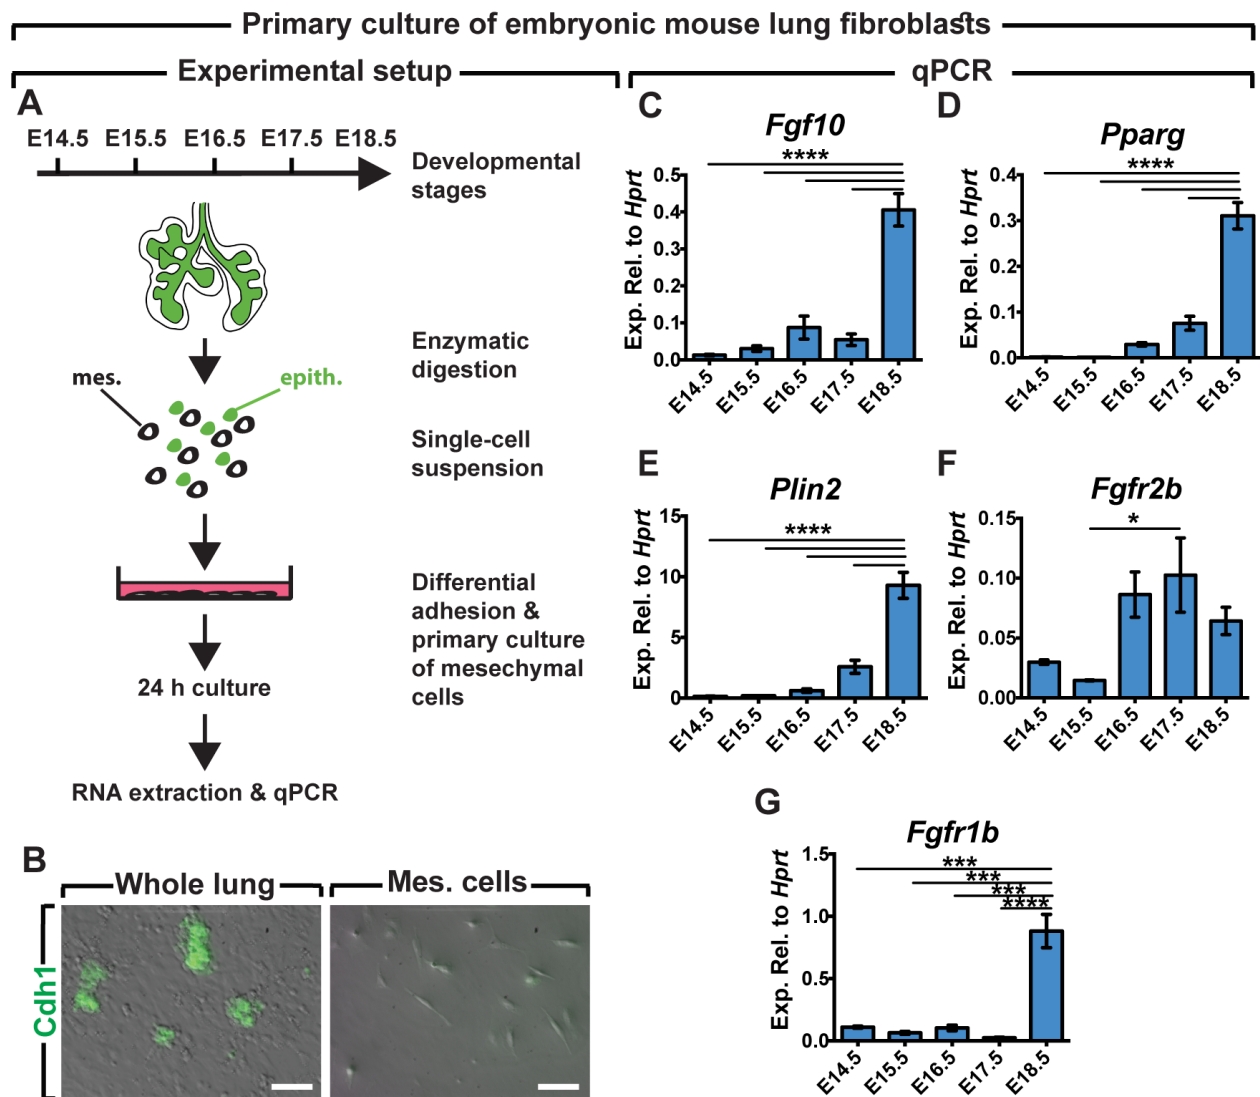 Primary culture of embryonic mouse lung fibroblasts
Experimental setup
qPCR
A
E14.5 E15.5 E16.5 E17.5 E18.5
Developmental
stages
Enzymatic
digestion
mes.
epith.
Single-cell
suspension
Differential
adhesion &
primary culture
of mesechymal
cells
24 h culture
RNA extraction & qPCR
B
Whole lung
Mes. cells
Cdh1
C
Fgf10
****
Exp. Rel. to Hprt
0.5
0.4
0.3
0.2
0.1
0.0
E14.5
E15.5
E16.5
E17.5
E18.5
D
Pparg
****
Exp. Rel. to Hprt
0.4
0.3
0.2
0.1
0.0
E14.5
E15.5
E16.5
E17.5
E18.5
E
Plin2
****
Exp. Rel. to Hprt
15
10
5
0
E14.5
E15.5
E16.5
E17.5
E18.5
F
Fgfr2b
*
Exp. Rel. to Hprt
0.15
0.10
0.05
0.00
E14.5
E15.5
E16.5
E17.5
E18.5
G
Fgfr1b
***
***
***
****
Exp. Rel. to Hprt
1.5
1.0
0.5
0.0
E14.5
E15.5
E16.5
E17.5
E18.5